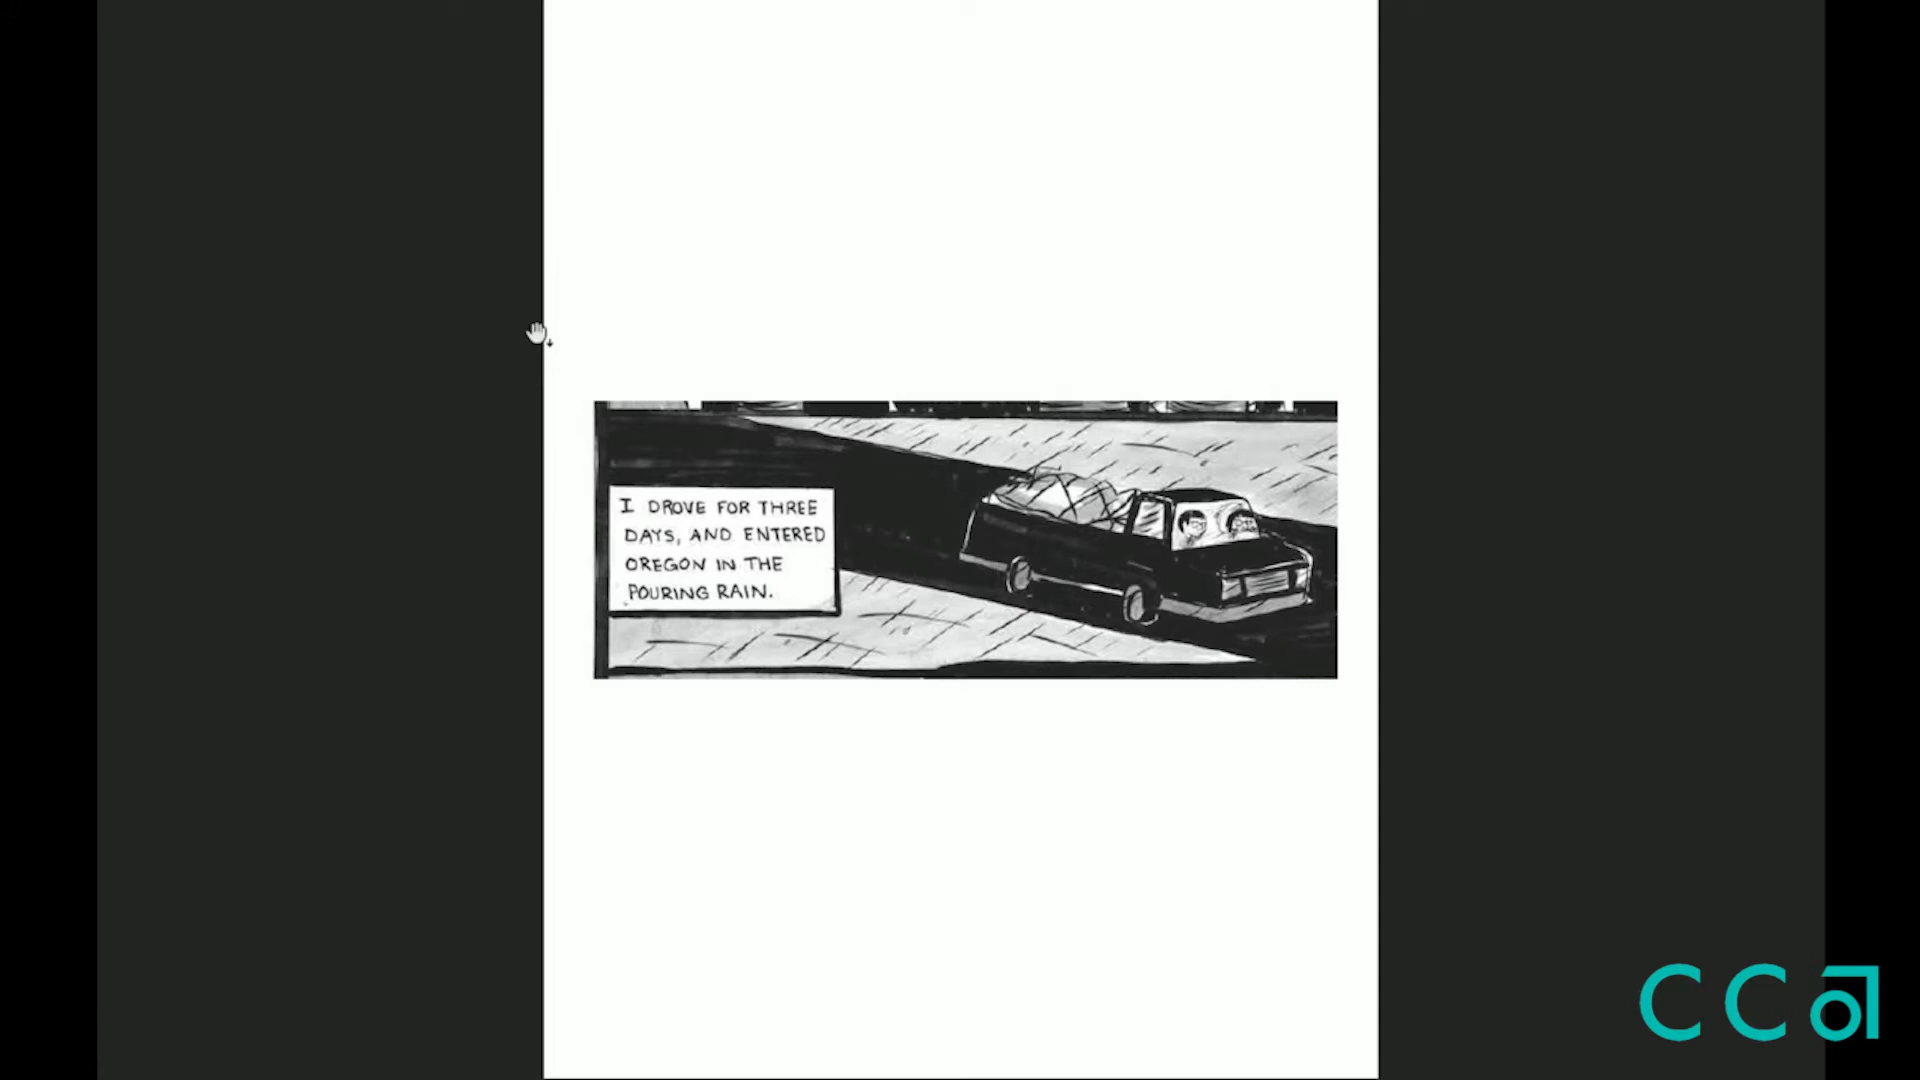 I DROVE FOR THREE
DAYS, AND ENTERED
OREGON IN THE
POURING RAIN.
CCA